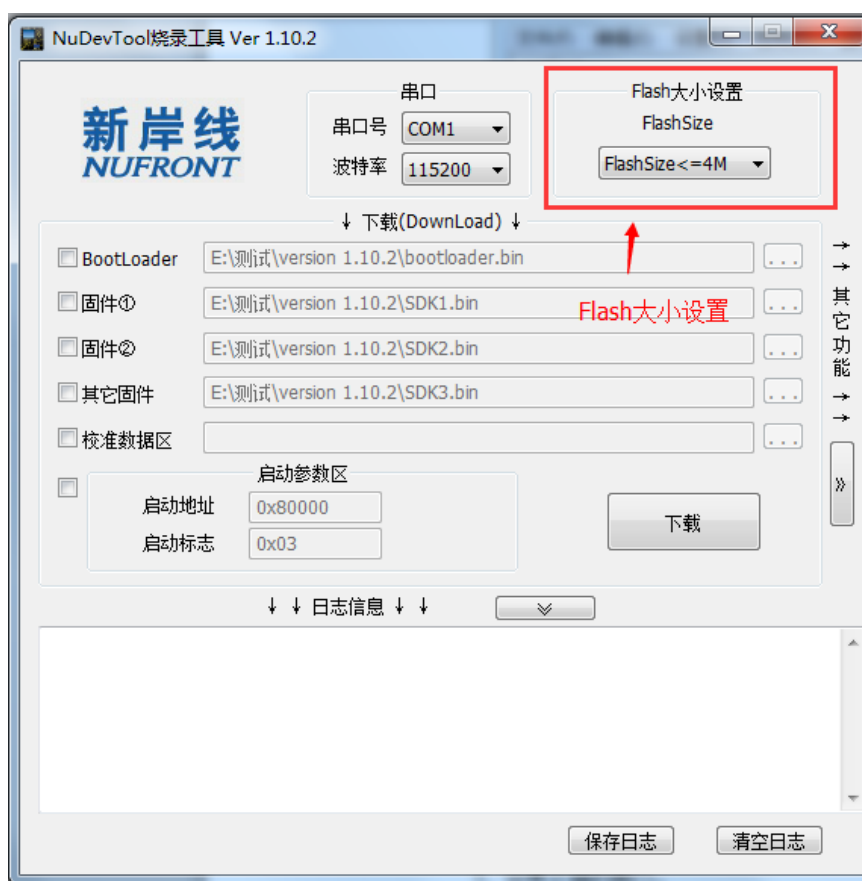 NuDevTool烧录工具 Ver 1.10.2
新岸线
NUFRONT
串口
串口号 COM1
波特率 115200
Flash大小设置
FlashSize
FlashSize<=4M
↓ 下载(DownLoad) ↓
BootLoader E:\测试\version 1.10.2\bootloader.bin ...
固件① E:\测试\version 1.10.2\SDK1.bin ...
Flash大小设置
固件② E:\测试\version 1.10.2\SDK2.bin ...
其它固件 E:\测试\version 1.10.2\SDK3.bin ...
校准数据区 ...
启动参数区
启动地址 0x80000
启动标志 0x03
下载
→→其它功能→→
»
↓ ↓ 日志信息 ↓ ↓
保存日志 清空日志